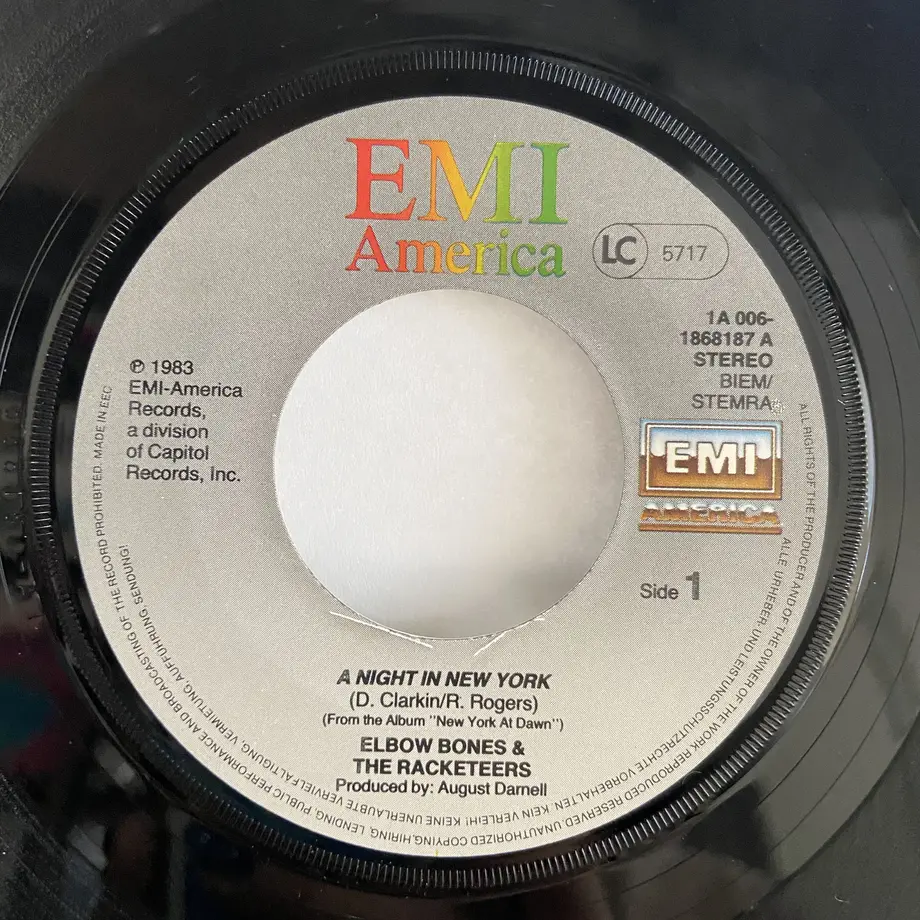 EMI
America
LC 5717
1A 006-
1868187 A
STEREO
BIEM/
STEMRA
℗ 1983
EMI-America
Records,
a division
of Capitol
Records, Inc.
EMI
AMERICA
Side 1
A NIGHT IN NEW YORK
(D. Clarkin/R. Rogers)
(From the Album "New York At Dawn")
ELBOW BONES &
THE RACKETEERS
Produced by: August Darnell
ALL RIGHTS OF THE PRODUCER AND OF THE OWNER OF THE WORK REPRODUCED RESERVED. UNAUTHORIZED COPYING, HIRING, LENDING, PUBLIC PERFORMANCE AND BROADCASTING OF THE RECORD PROHIBITED. MADE IN EEC
ALLE URHEBER- UND LEISTUNGSSCHUTZRECHTE VORBEHALTEN. KEIN VERLEIH! KEINE UNERLAUBTE VERVIELFALTIGUNG, VERMIETUNG, AUFFUHRUNG, SENDUNG!